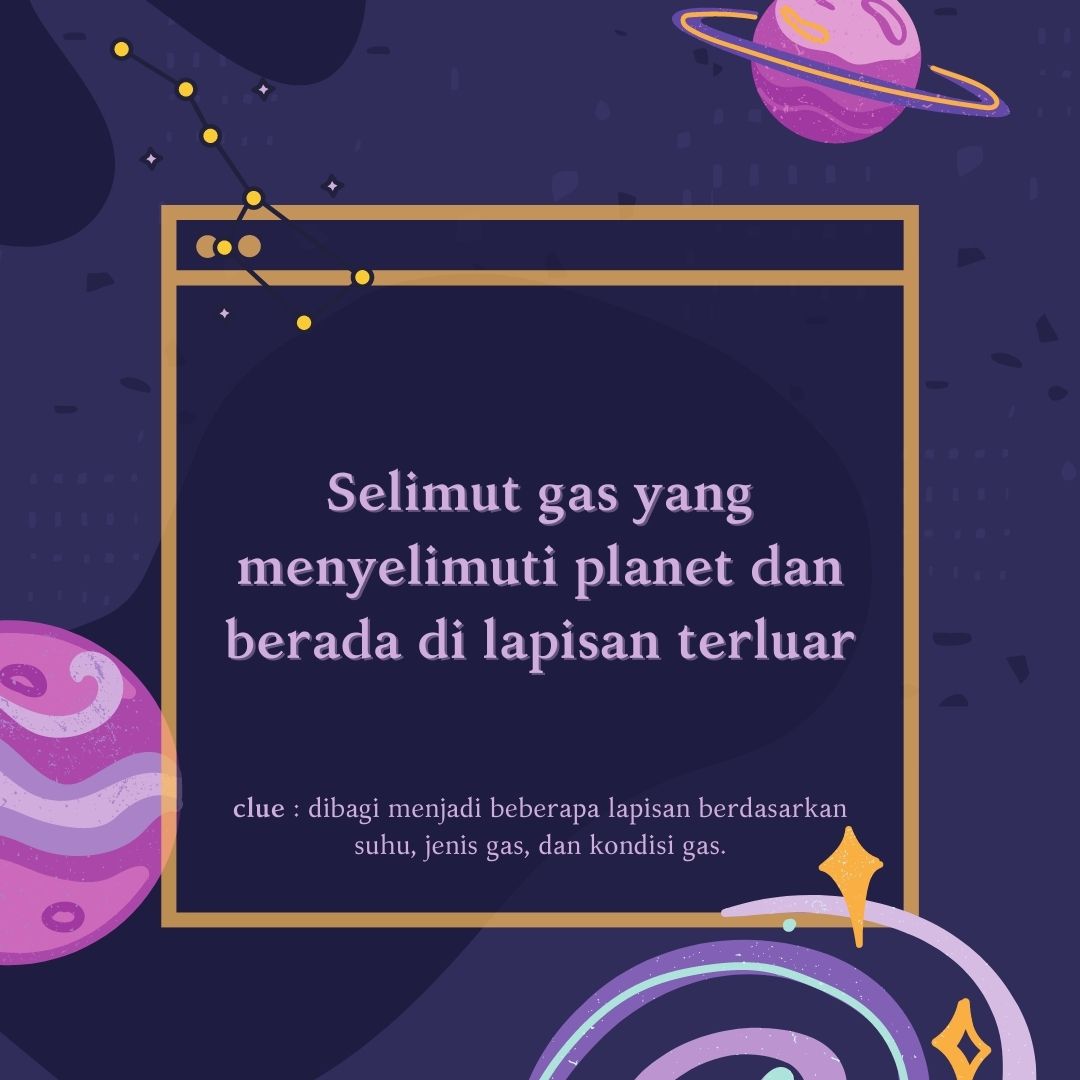 Selimut gas yang
menyelimuti planet dan
berada di lapisan terluar
clue : dibagi menjadi beberapa lapisan berdasarkan
suhu, jenis gas, dan kondisi gas.